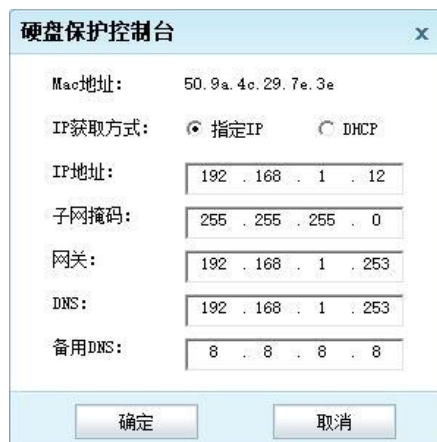 硬盘保护控制台 x
Mac地址: 50.9a.4c.29.7e.3e
IP获取方式: 指定IP DHCP
IP地址: 192 . 168 . 1 . 12
子网掩码: 255 . 255 . 255 . 0
网关: 192 . 168 . 1 . 253
DNS: 192 . 168 . 1 . 253
备用DNS: 8 . 8 . 8 . 8
确定 取消